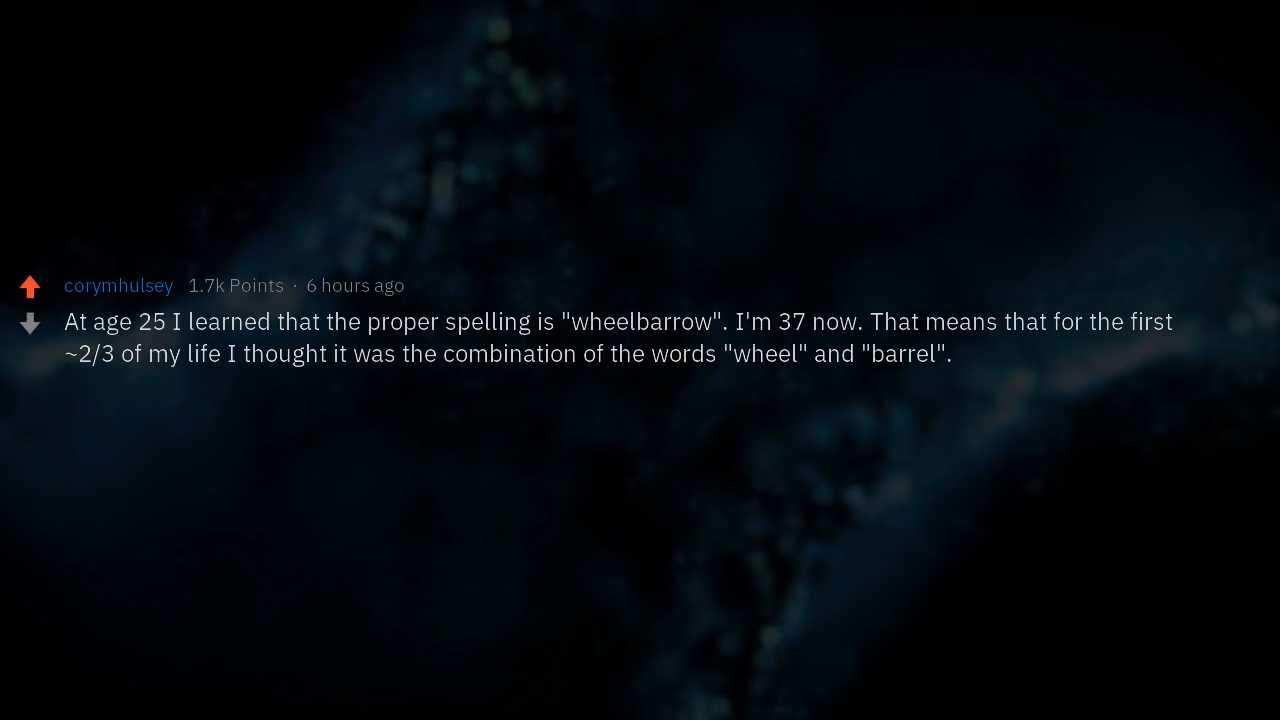 corymhulsey 1.7k Points · 6 hours ago
At age 25 I learned that the proper spelling is "wheelbarrow". I'm 37 now. That means that for the first
~2/3 of my life I thought it was the combination of the words "wheel" and "barrel".